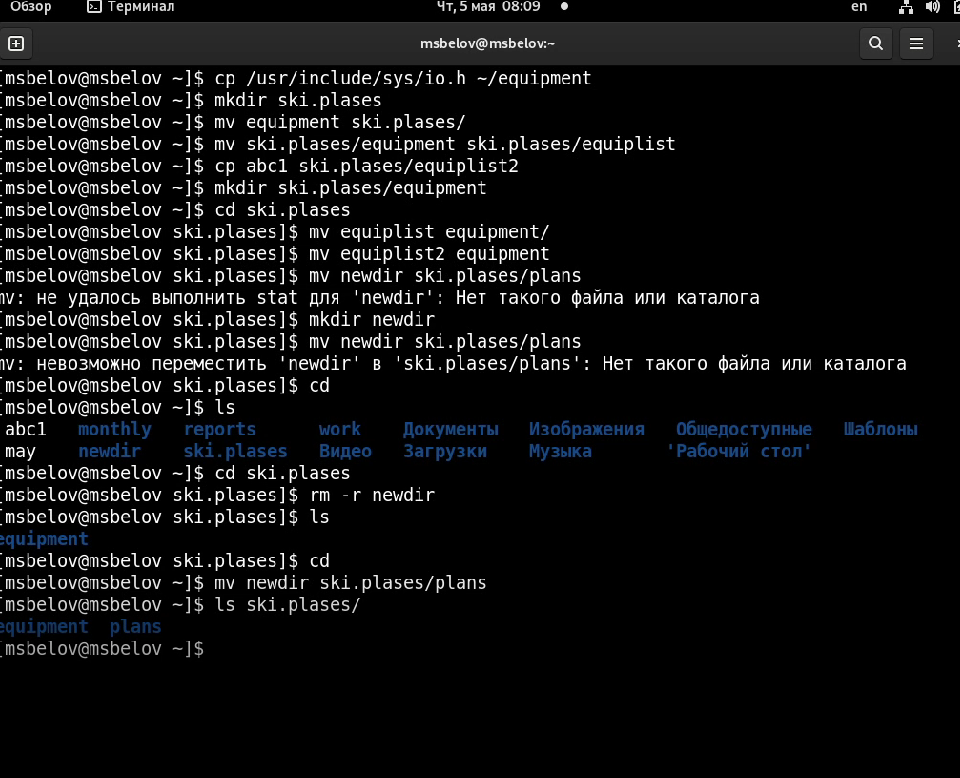 Обзор Терминал Чт, 5 мая 08:09 en
msbelov@msbelov:~
[msbelov@msbelov ~]$ cp /usr/include/sys/io.h ~/equipment
[msbelov@msbelov ~]$ mkdir ski.plases
[msbelov@msbelov ~]$ mv equipment ski.plases/
[msbelov@msbelov ~]$ mv ski.plases/equipment ski.plases/equiplist
[msbelov@msbelov ~]$ cp abc1 ski.plases/equiplist2
[msbelov@msbelov ~]$ mkdir ski.plases/equipment
[msbelov@msbelov ~]$ cd ski.plases
[msbelov@msbelov ski.plases]$ mv equiplist equipment/
[msbelov@msbelov ski.plases]$ mv equiplist2 equipment
[msbelov@msbelov ski.plases]$ mv newdir ski.plases/plans
mv: не удалось выполнить stat для 'newdir': Нет такого файла или каталога
[msbelov@msbelov ski.plases]$ mkdir newdir
[msbelov@msbelov ski.plases]$ mv newdir ski.plases/plans
mv: невозможно переместить 'newdir' в 'ski.plases/plans': Нет такого файла или каталога
[msbelov@msbelov ski.plases]$ cd
[msbelov@msbelov ~]$ ls
abc1 monthly reports work Документы Изображения Общедоступные Шаблоны
may newdir ski.plases Видео Загрузки Музыка 'Рабочий стол'
[msbelov@msbelov ~]$ cd ski.plases
[msbelov@msbelov ski.plases]$ rm -r newdir
[msbelov@msbelov ski.plases]$ ls
equipment
[msbelov@msbelov ski.plases]$ cd
[msbelov@msbelov ~]$ mv newdir ski.plases/plans
[msbelov@msbelov ~]$ ls ski.plases/
equipment plans
[msbelov@msbelov ~]$